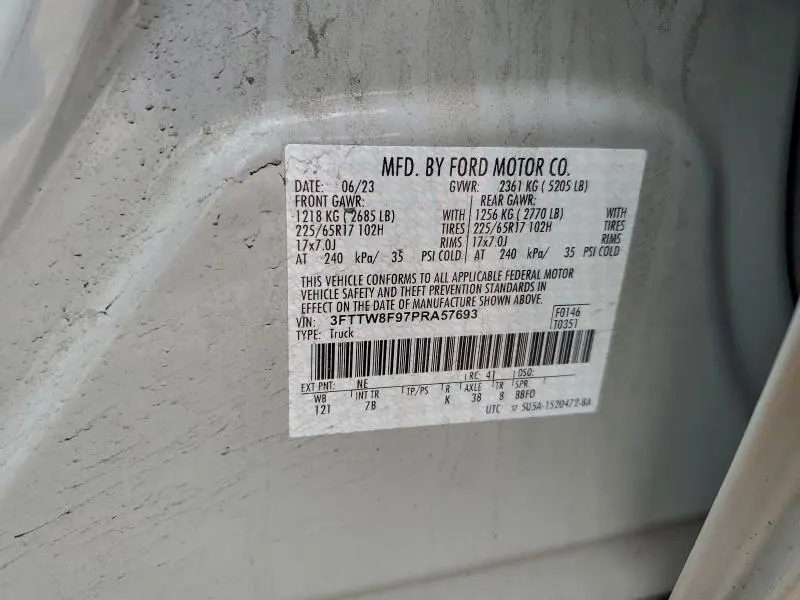 MFD. BY FORD MOTOR CO.
DATE: 06/23 GVWR: 2361 KG ( 5205 LB)
FRONT GAWR: REAR GAWR:
1218 KG ( 2685 LB) WITH 1256 KG ( 2770 LB) WITH
225/65R17 102H TIRES 225/65R17 102H TIRES
17x7.0J RIMS 17x7.0J RIMS
AT 240 kPa/ 35 PSI COLD AT 240 kPa/ 35 PSI COLD
THIS VEHICLE CONFORMS TO ALL APPLICABLE FEDERAL MOTOR
VEHICLE SAFETY AND THEFT PREVENTION STANDARDS IN
EFFECT ON THE DATE OF MANUFACTURE SHOWN ABOVE.
VIN: 3FTTW8F97PRA57693 F0146
TYPE: Truck T0351
EXT PNT: NE RC: 41 DSO:
WB INT TR TP/PS R AXLE TR SPR
121 7B K 38 8 BBFD
UTC ▽ 5U5A-1520472-BA